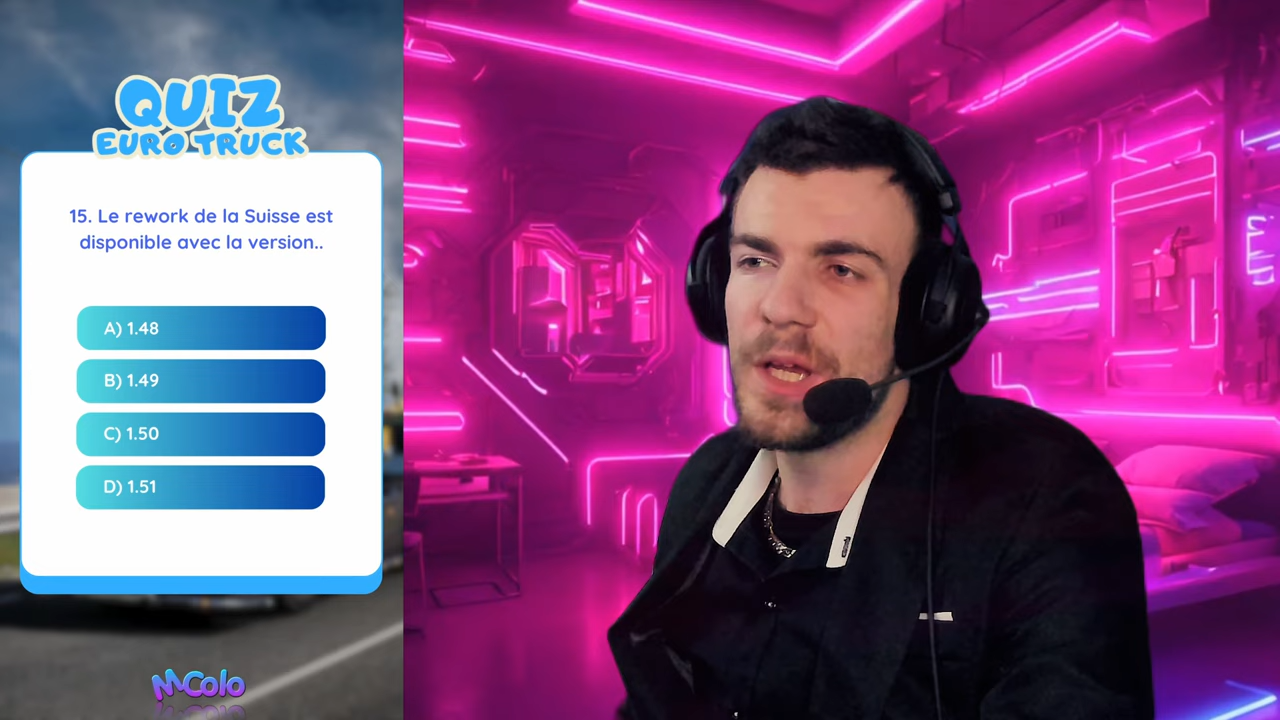 QUIZ
EURO TRUCK
15. Le rework de la Suisse est
disponible avec la version..
A) 1.48
B) 1.49
C) 1.50
D) 1.51
McColo